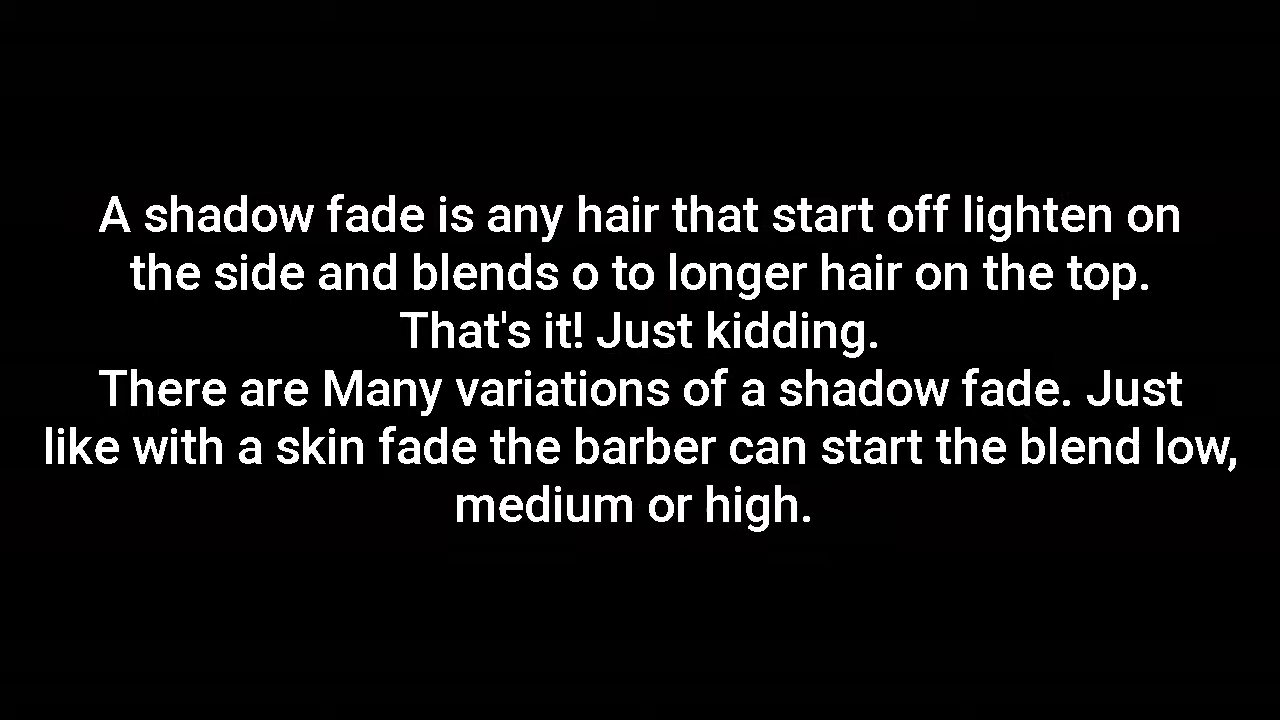 A shadow fade is any hair that start off lighten on
the side and blends o to longer hair on the top.
That's it! Just kidding.
There are Many variations of a shadow fade. Just
like with a skin fade the barber can start the blend low,
medium or high.